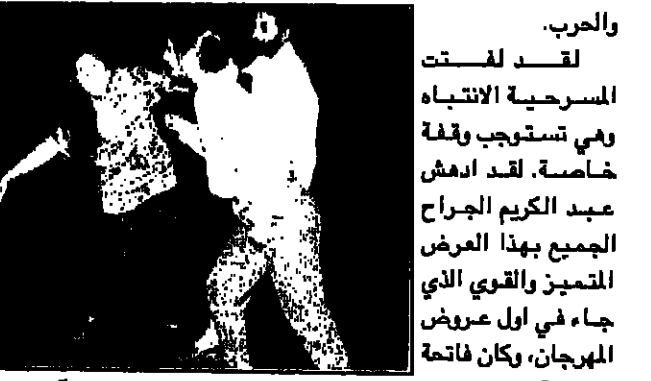 والحرب.
لقد لفتت
المسرحية الانتباه
وهي تستوجب وقفة
خاصة. لقد ادهش
عبد الكريم الجراح
الجميع بهذا العرض
المتميز والقوي الذي
جاء في اول عروض
المهرجان، وكان فاتحة